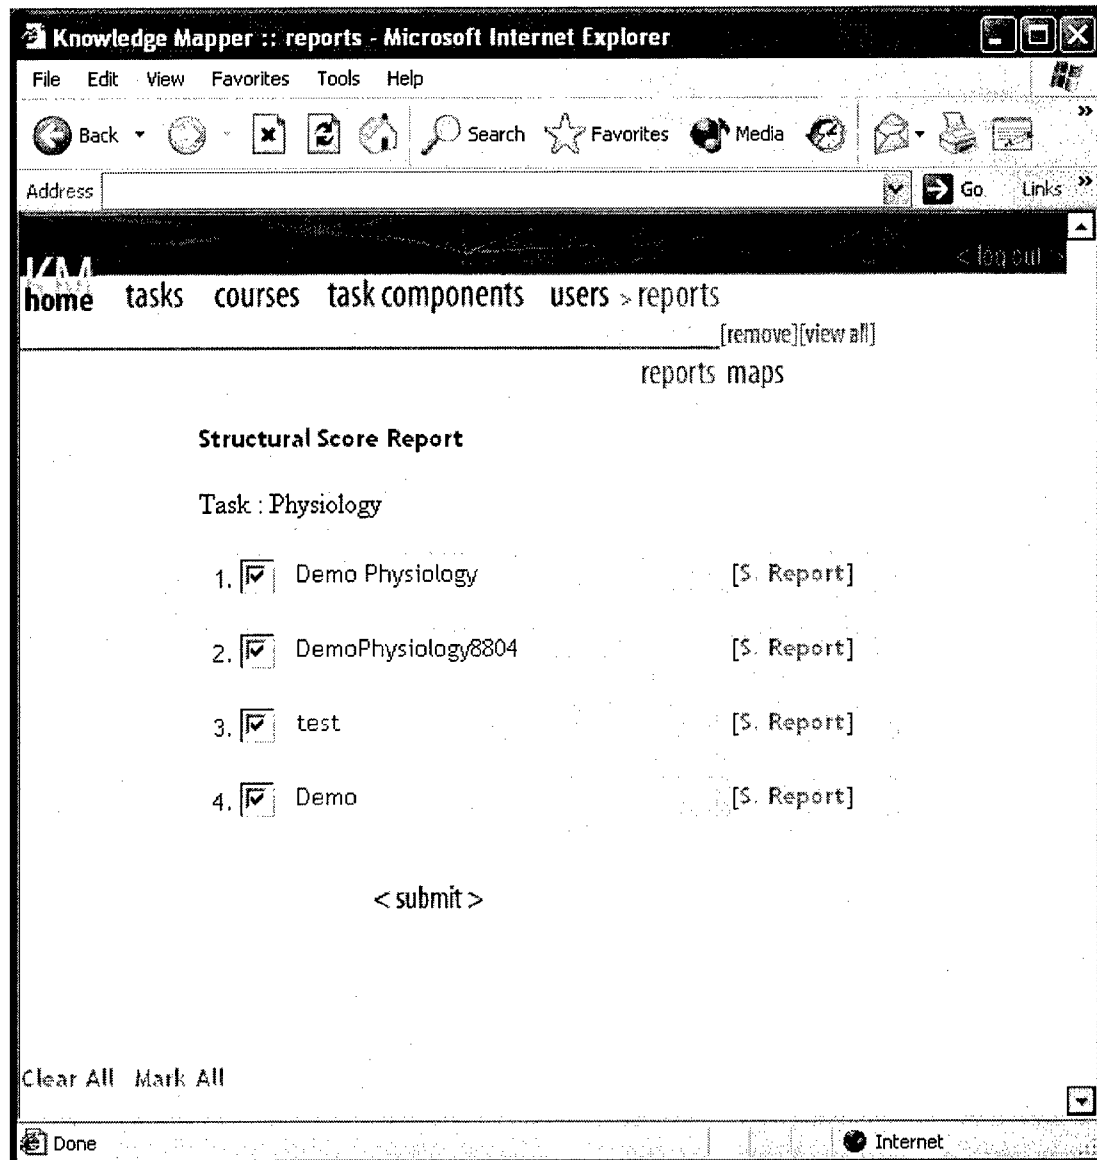 Knowledge Mapper :: reports - Microsoft Internet Explorer
File Edit View Favorites Tools Help
Back Search Favorites Media
Address Go Links
< log out >
KM
home tasks courses task components users > reports
[remove][view all]
reports maps
Structural Score Report
Task : Physiology
1. Demo Physiology [S. Report]
2. DemoPhysiology8804 [S. Report]
3. test [S. Report]
4. Demo [S. Report]
< submit >
Clear All Mark All
Done Internet